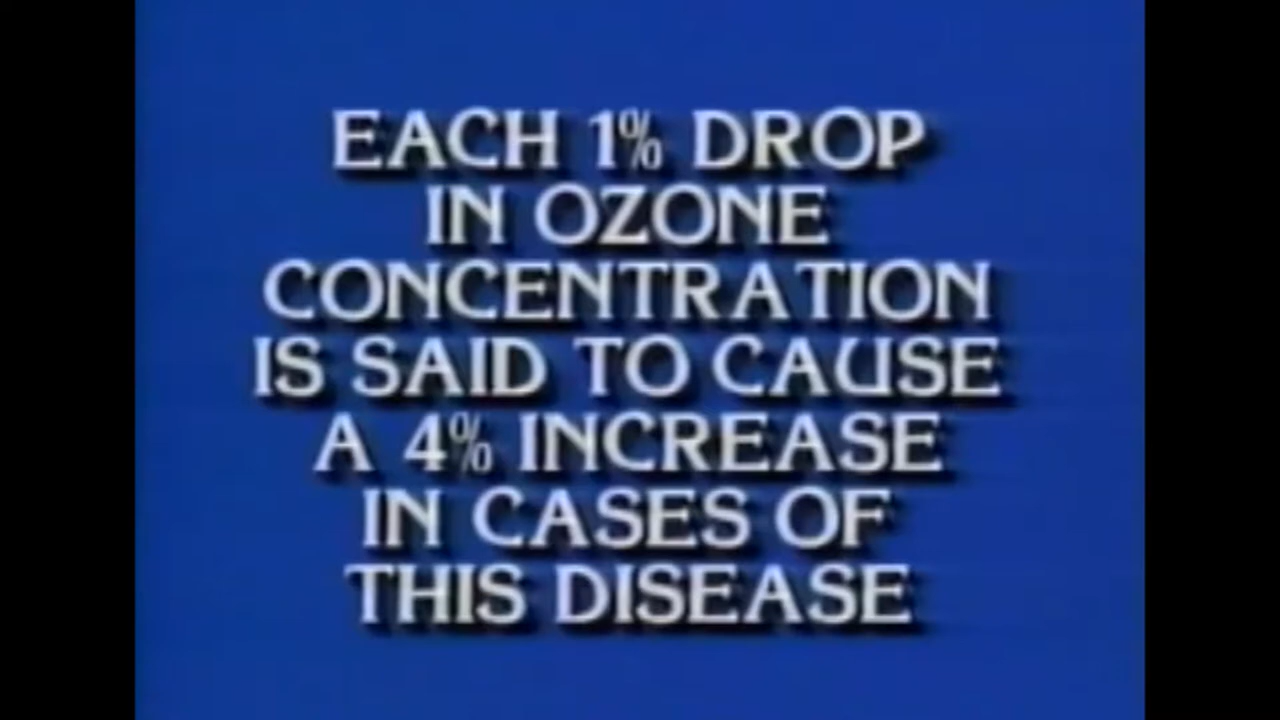 EACH 1% DROP
IN OZONE
CONCENTRATION
IS SAID TO CAUSE
A 4% INCREASE
IN CASES OF
THIS DISEASE